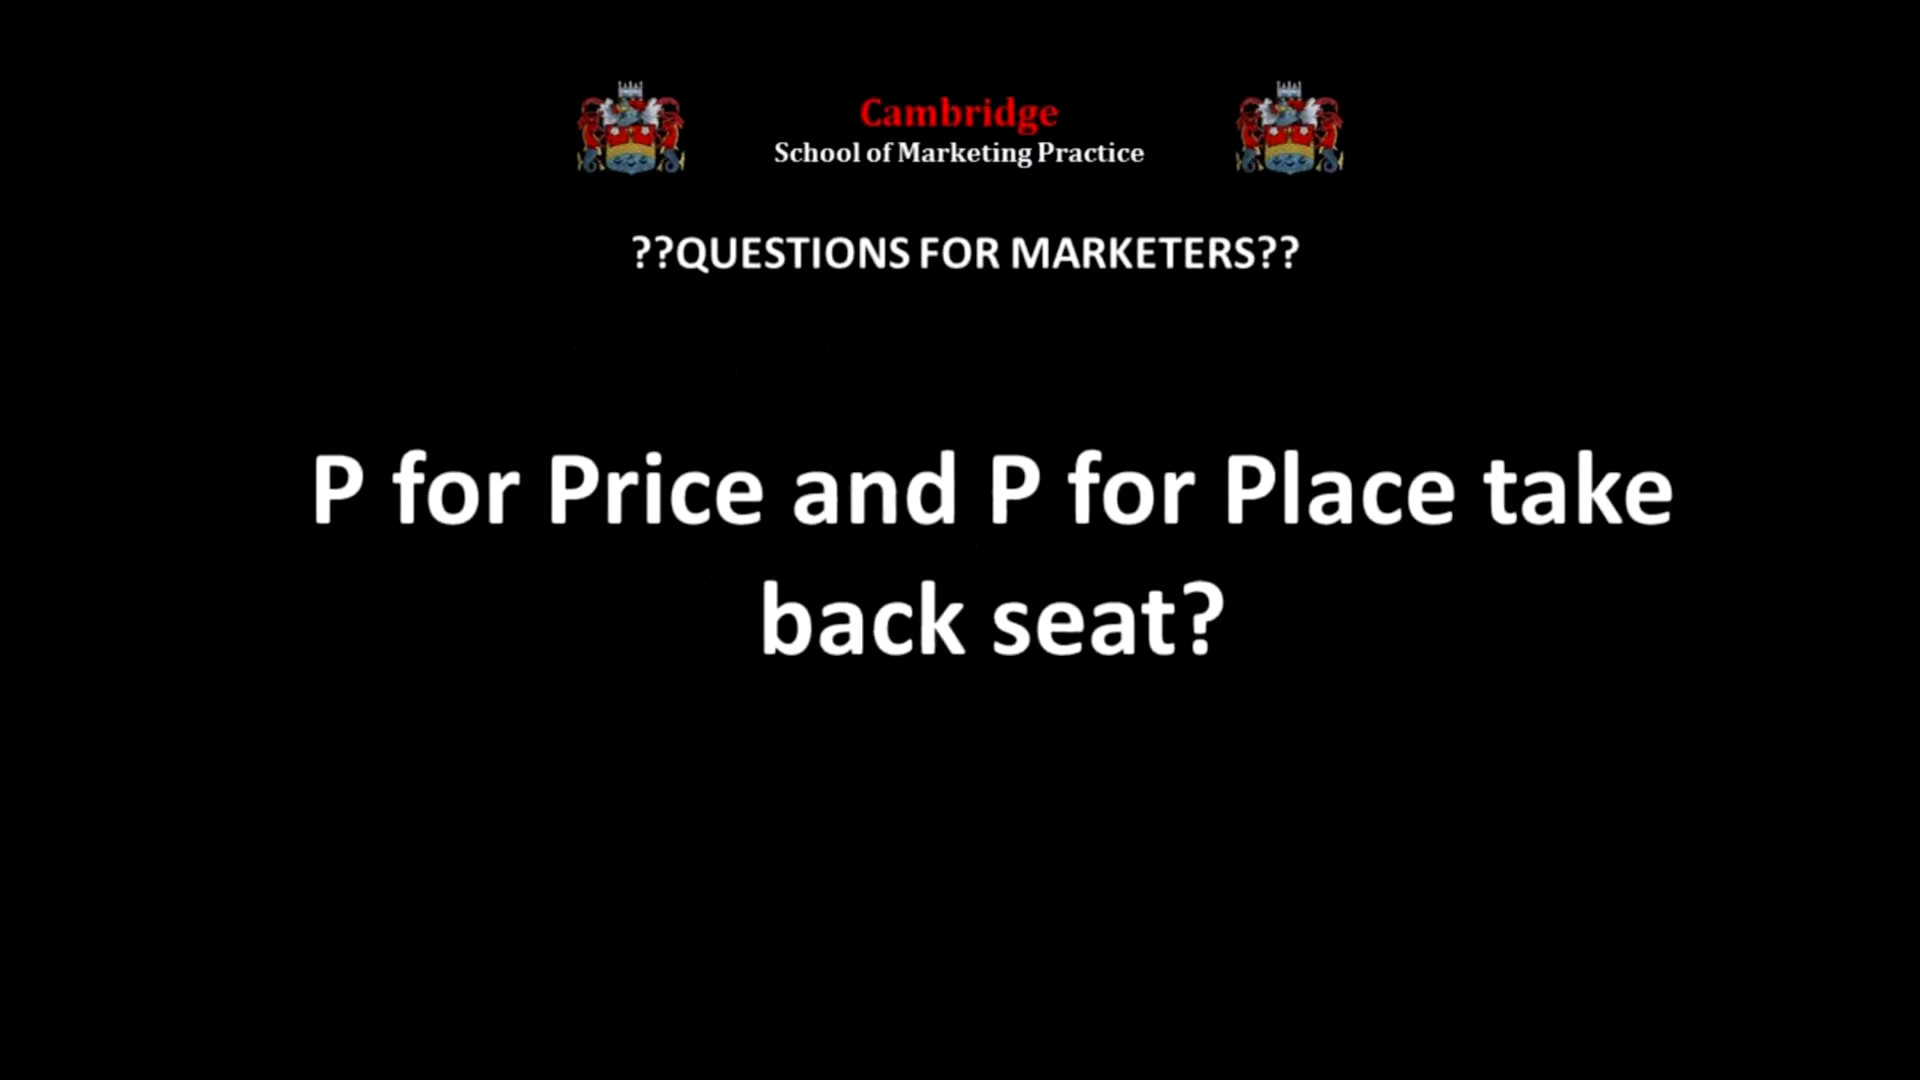 Cambridge
School of Marketing Practice
??QUESTIONS FOR MARKETERS??
P for Price and P for Place take
back seat?